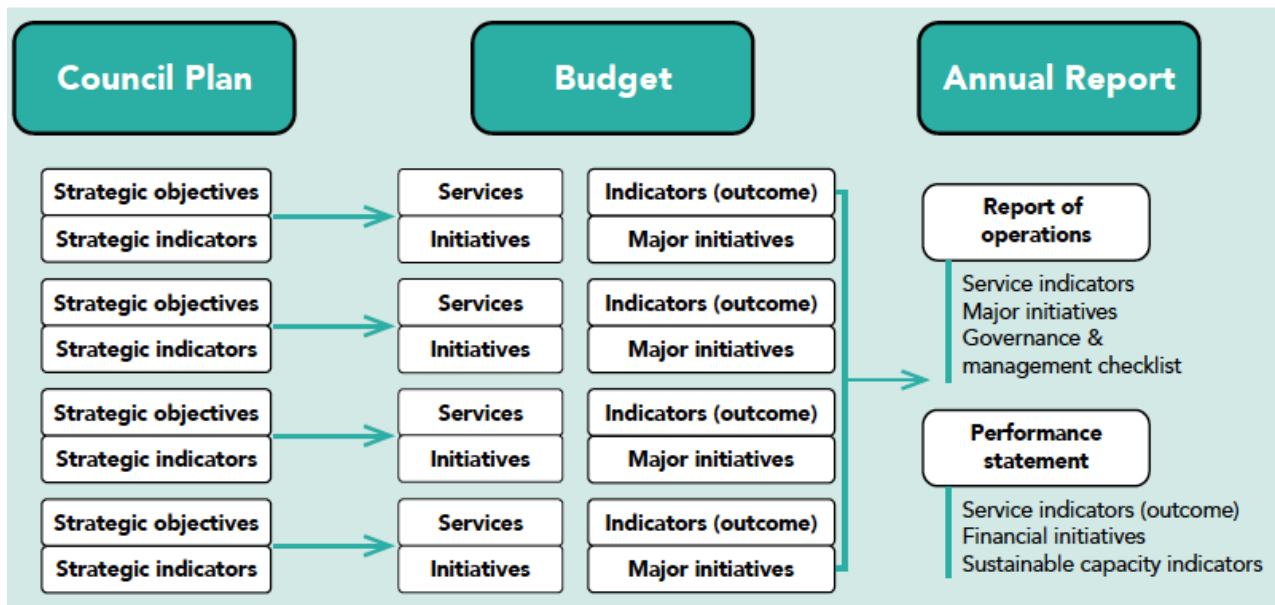 Council Plan
Budget
Annual Report
Strategic objectives
Strategic indicators
Services
Initiatives
Indicators (outcome)
Major initiatives
Strategic objectives
Strategic indicators
Services
Initiatives
Indicators (outcome)
Major initiatives
Strategic objectives
Strategic indicators
Services
Initiatives
Indicators (outcome)
Major initiatives
Strategic objectives
Strategic indicators
Services
Initiatives
Indicators (outcome)
Major initiatives
Report of
operations
Service indicators
Major initiatives
Governance &
management checklist
Performance
statement
Service indicators (outcome)
Financial initiatives
Sustainable capacity indicators